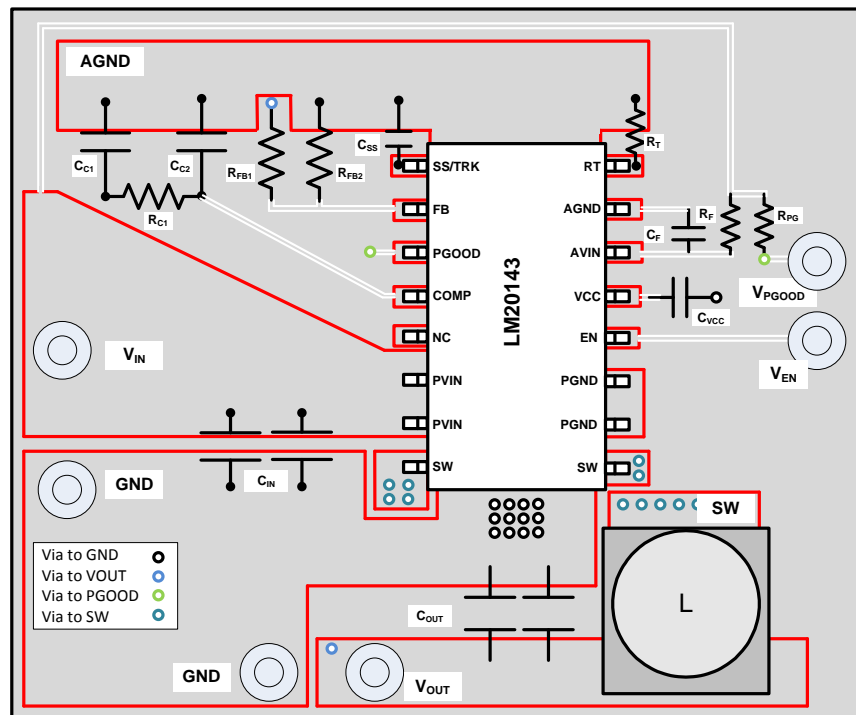 AGND
CC1
CC2
RC1
RFB1
RFB2
CSS
RT
SS/TRK
FB
PGOOD
COMP
NC
PVIN
PVIN
SW
LM20143
RT
AGND
AVIN
VCC
EN
PGND
PGND
SW
CF
RF
RPG
VPGOOD
CVCC
VEN
VIN
GND
CIN
SW
L
Via to GND
Via to VOUT
Via to PGOOD
Via to SW
COUT
GND
VOUT